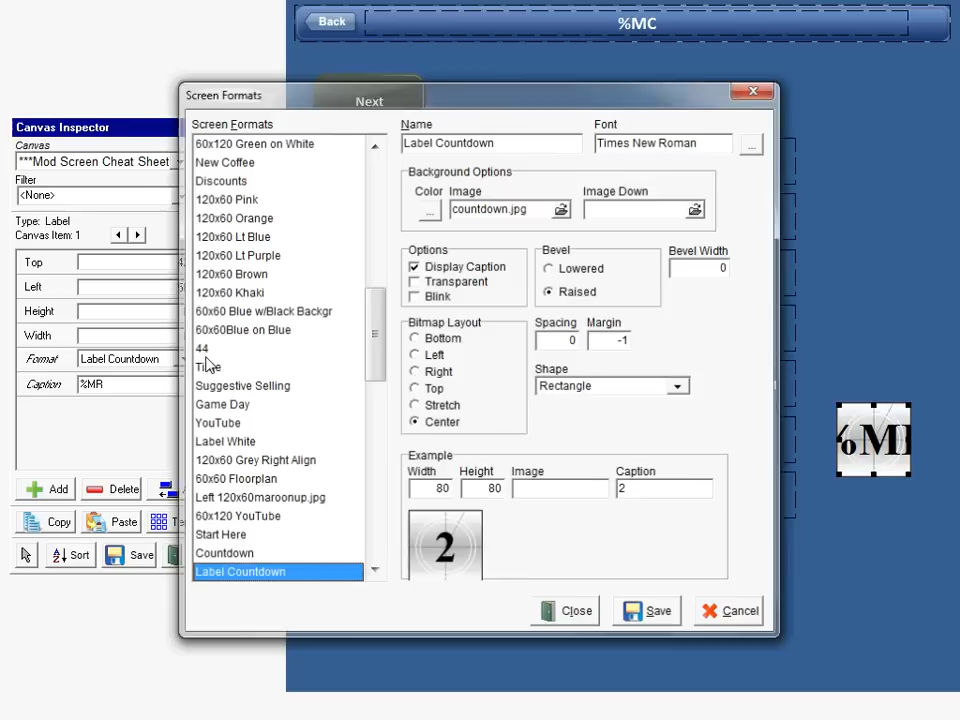 Back
%MC
Next
Screen Formats
Canvas Inspector
Canvas
***Mod Screen Cheat Sheet
Filter
<None>
Type: Label
Canvas Item: 1
Top
Left
Height
Width
Format
Label Countdown
Caption
%MR
Add
Delete
Copy
Paste
Sort
Save
Screen Formats
60x120 Green on White
New Coffee
Discounts
120x60 Pink
120x60 Orange
120x60 Lt Blue
120x60 Lt Purple
120x60 Brown
120x60 Khaki
60x60 Blue w/Black Backgr
60x60Blue on Blue
44
Suggestive Selling
Game Day
YouTube
Label White
120x60 Grey Right Align
60x60 Floorplan
Left 120x60maroonup.jpg
60x120 YouTube
Start Here
Countdown
Label Countdown
Name
Label Countdown
Font
Times New Roman
...
Background Options
Color
...
Image
countdown.jpg
Image Down
Options
Display Caption
Transparent
Blink
Bevel
Lowered
Raised
Bevel Width
0
Bitmap Layout
Bottom
Left
Right
Top
Stretch
Center
Spacing
0
Margin
-1
Shape
Rectangle
Example
Width
80
Height
80
Image
Caption
2
2
Close
Save
Cancel